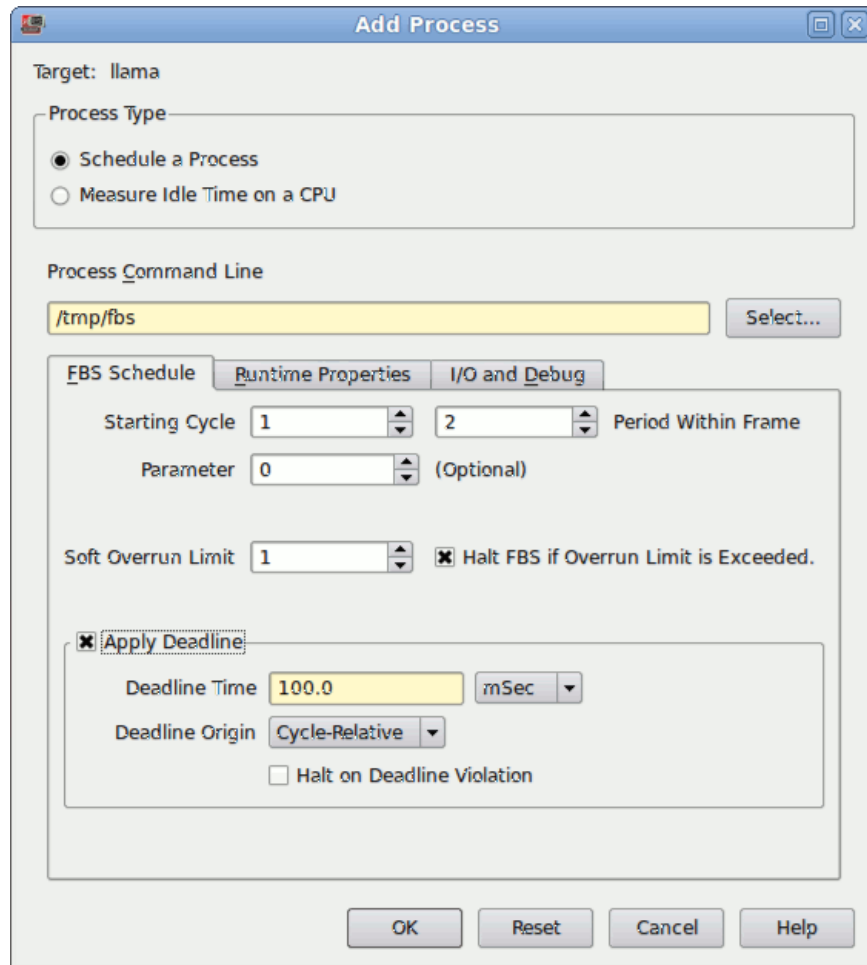 Add Process
Target: llama
Process Type
Schedule a Process
Measure Idle Time on a CPU
Process Command Line
/tmp/fbs
Select...
FBS Schedule Runtime Properties I/O and Debug
Starting Cycle 1 2 Period Within Frame
Parameter 0 (Optional)
Soft Overrun Limit 1 Halt FBS if Overrun Limit is Exceeded.
Apply Deadline
Deadline Time 100.0 mSec
Deadline Origin Cycle-Relative
Halt on Deadline Violation
OK Reset Cancel Help